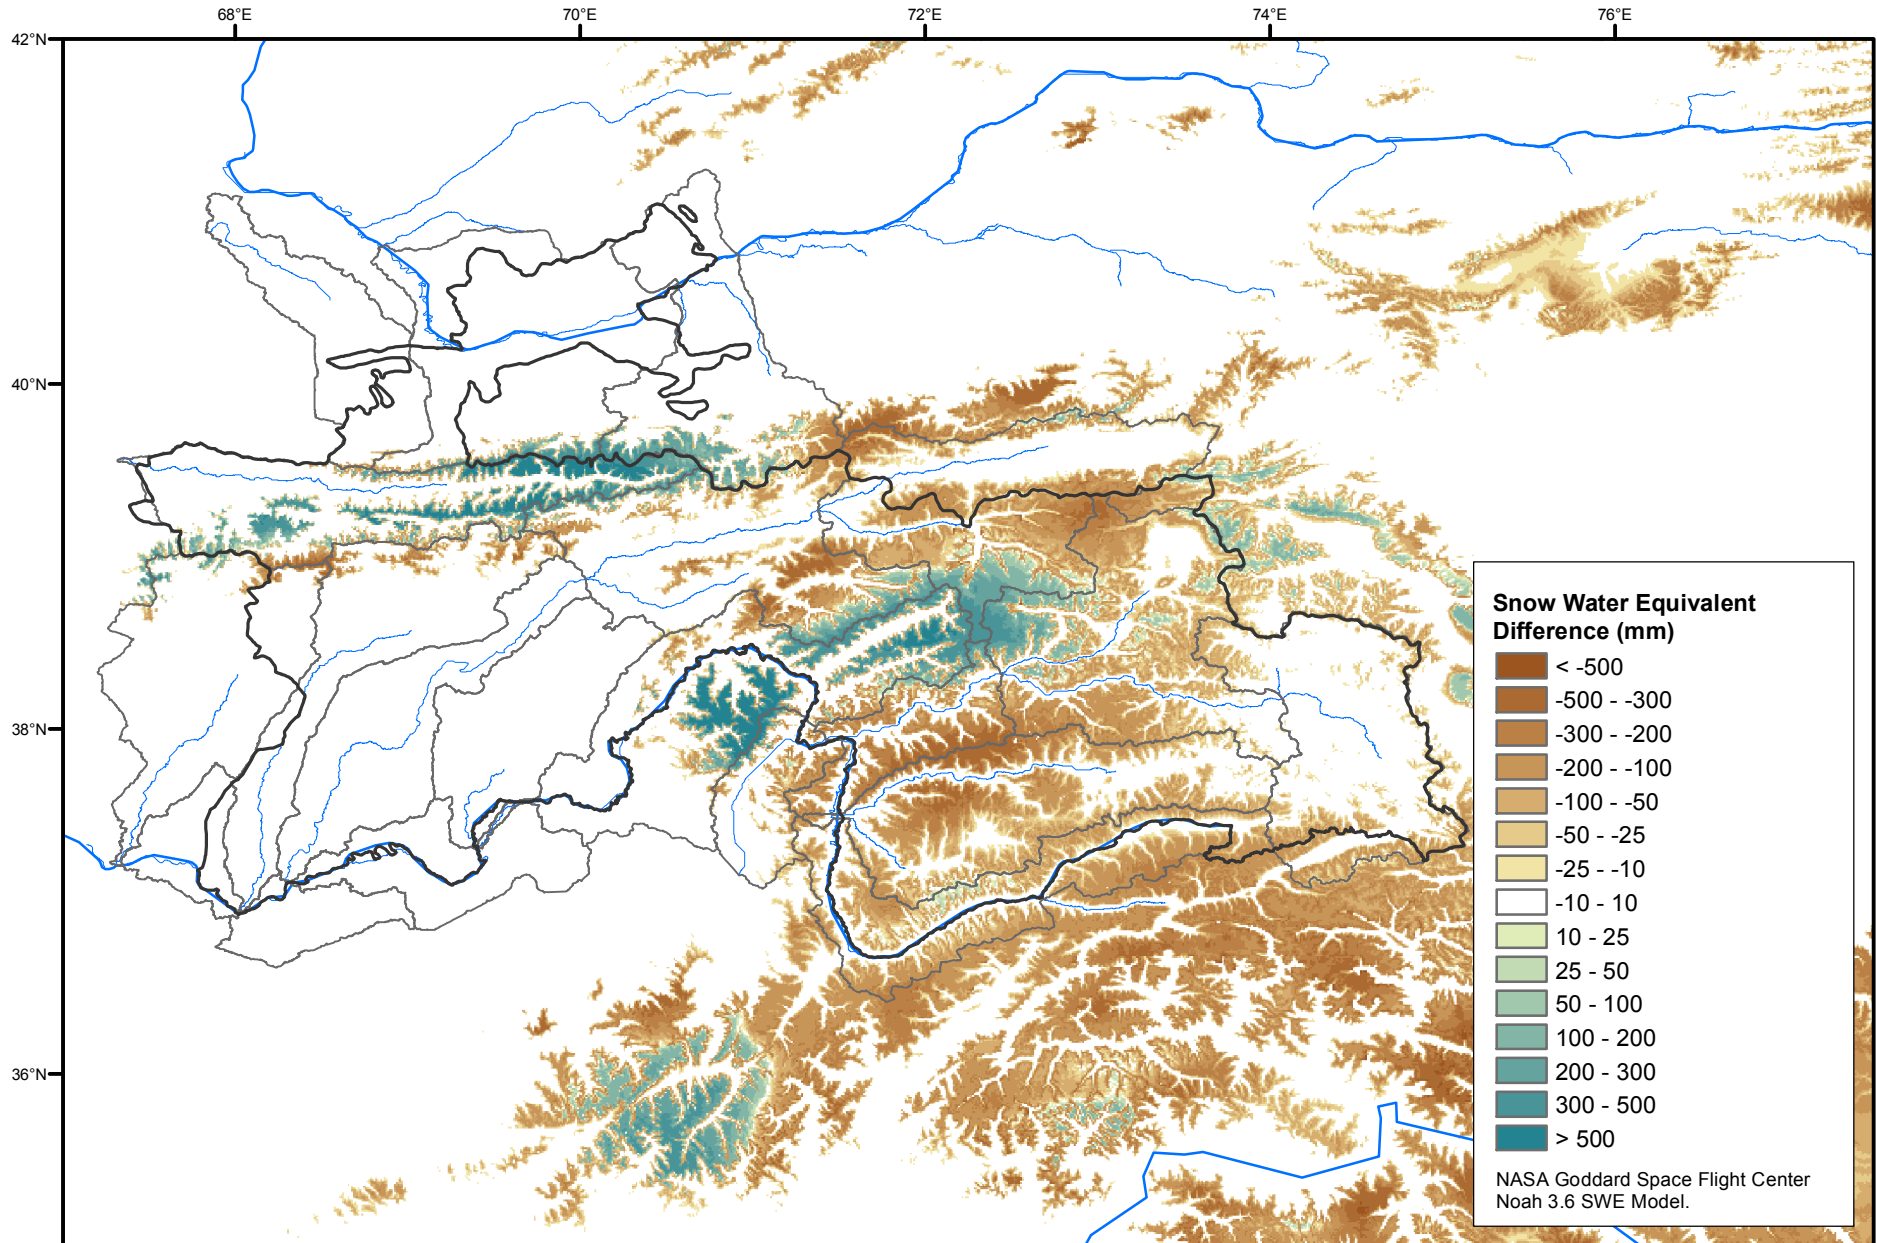 68°E
70°E
72°E
74°E
76°E
42°N
40°N
38°N
36°N
Snow Water Equivalent
Difference (mm)
< -500
-500 - -300
-300 - -200
-200 - -100
-100 - -50
-50 - -25
-25 - -10
-10 - 10
10 - 25
25 - 50
50 - 100
100 - 200
200 - 300
300 - 500
> 500
NASA Goddard Space Flight Center
Noah 3.6 SWE Model.